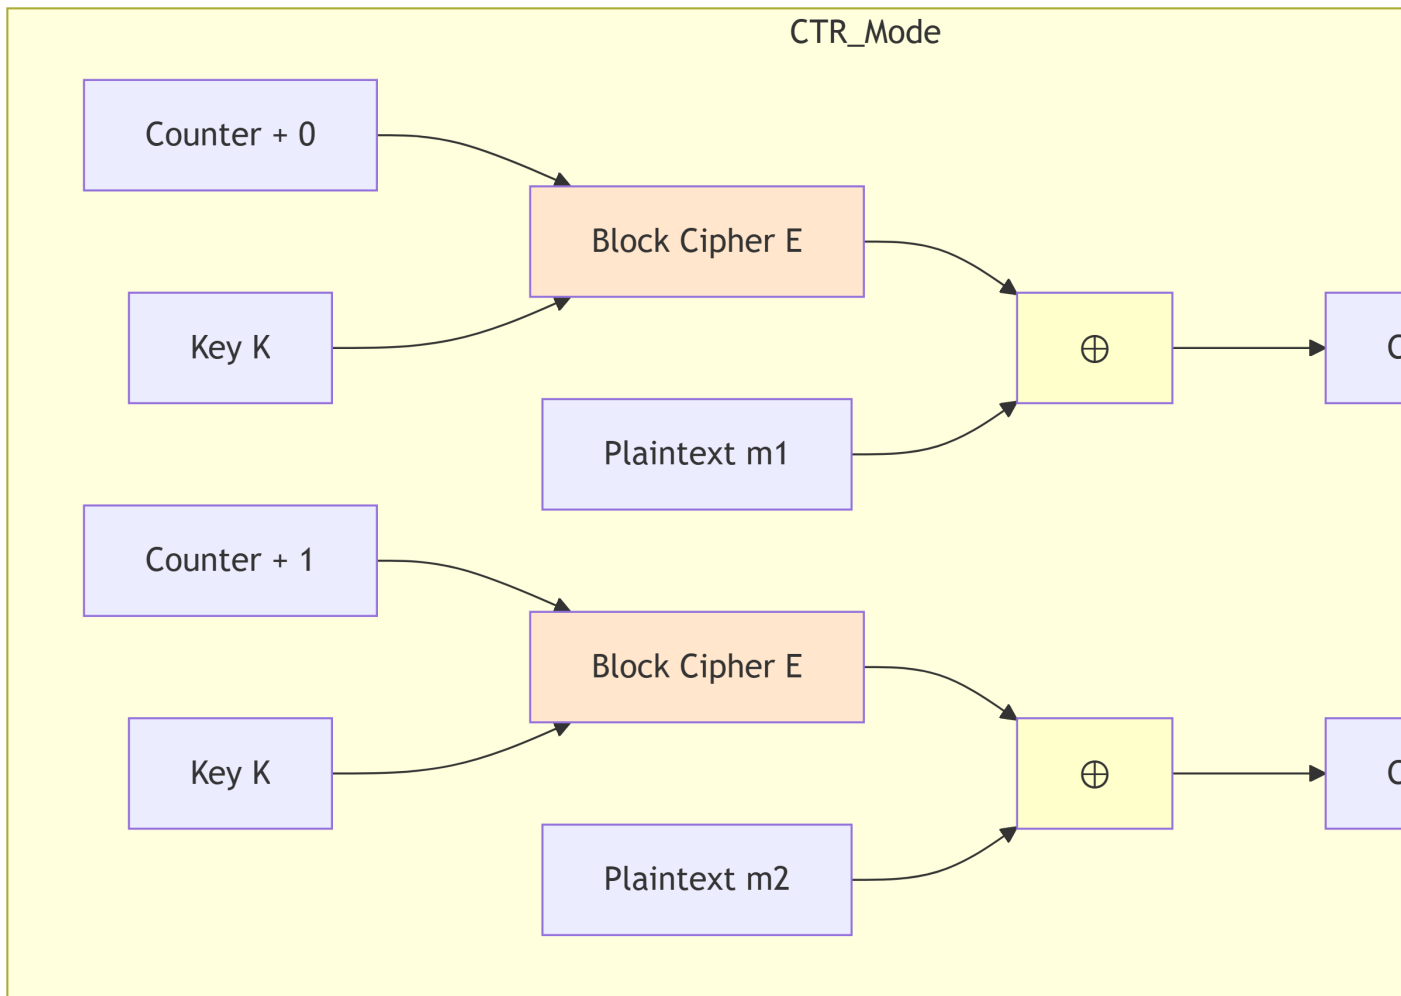 CTR_Mode
Counter + 0
Block Cipher E
Key K
⊕
Plaintext m1
Counter + 1
Block Cipher E
Key K
⊕
Plaintext m2